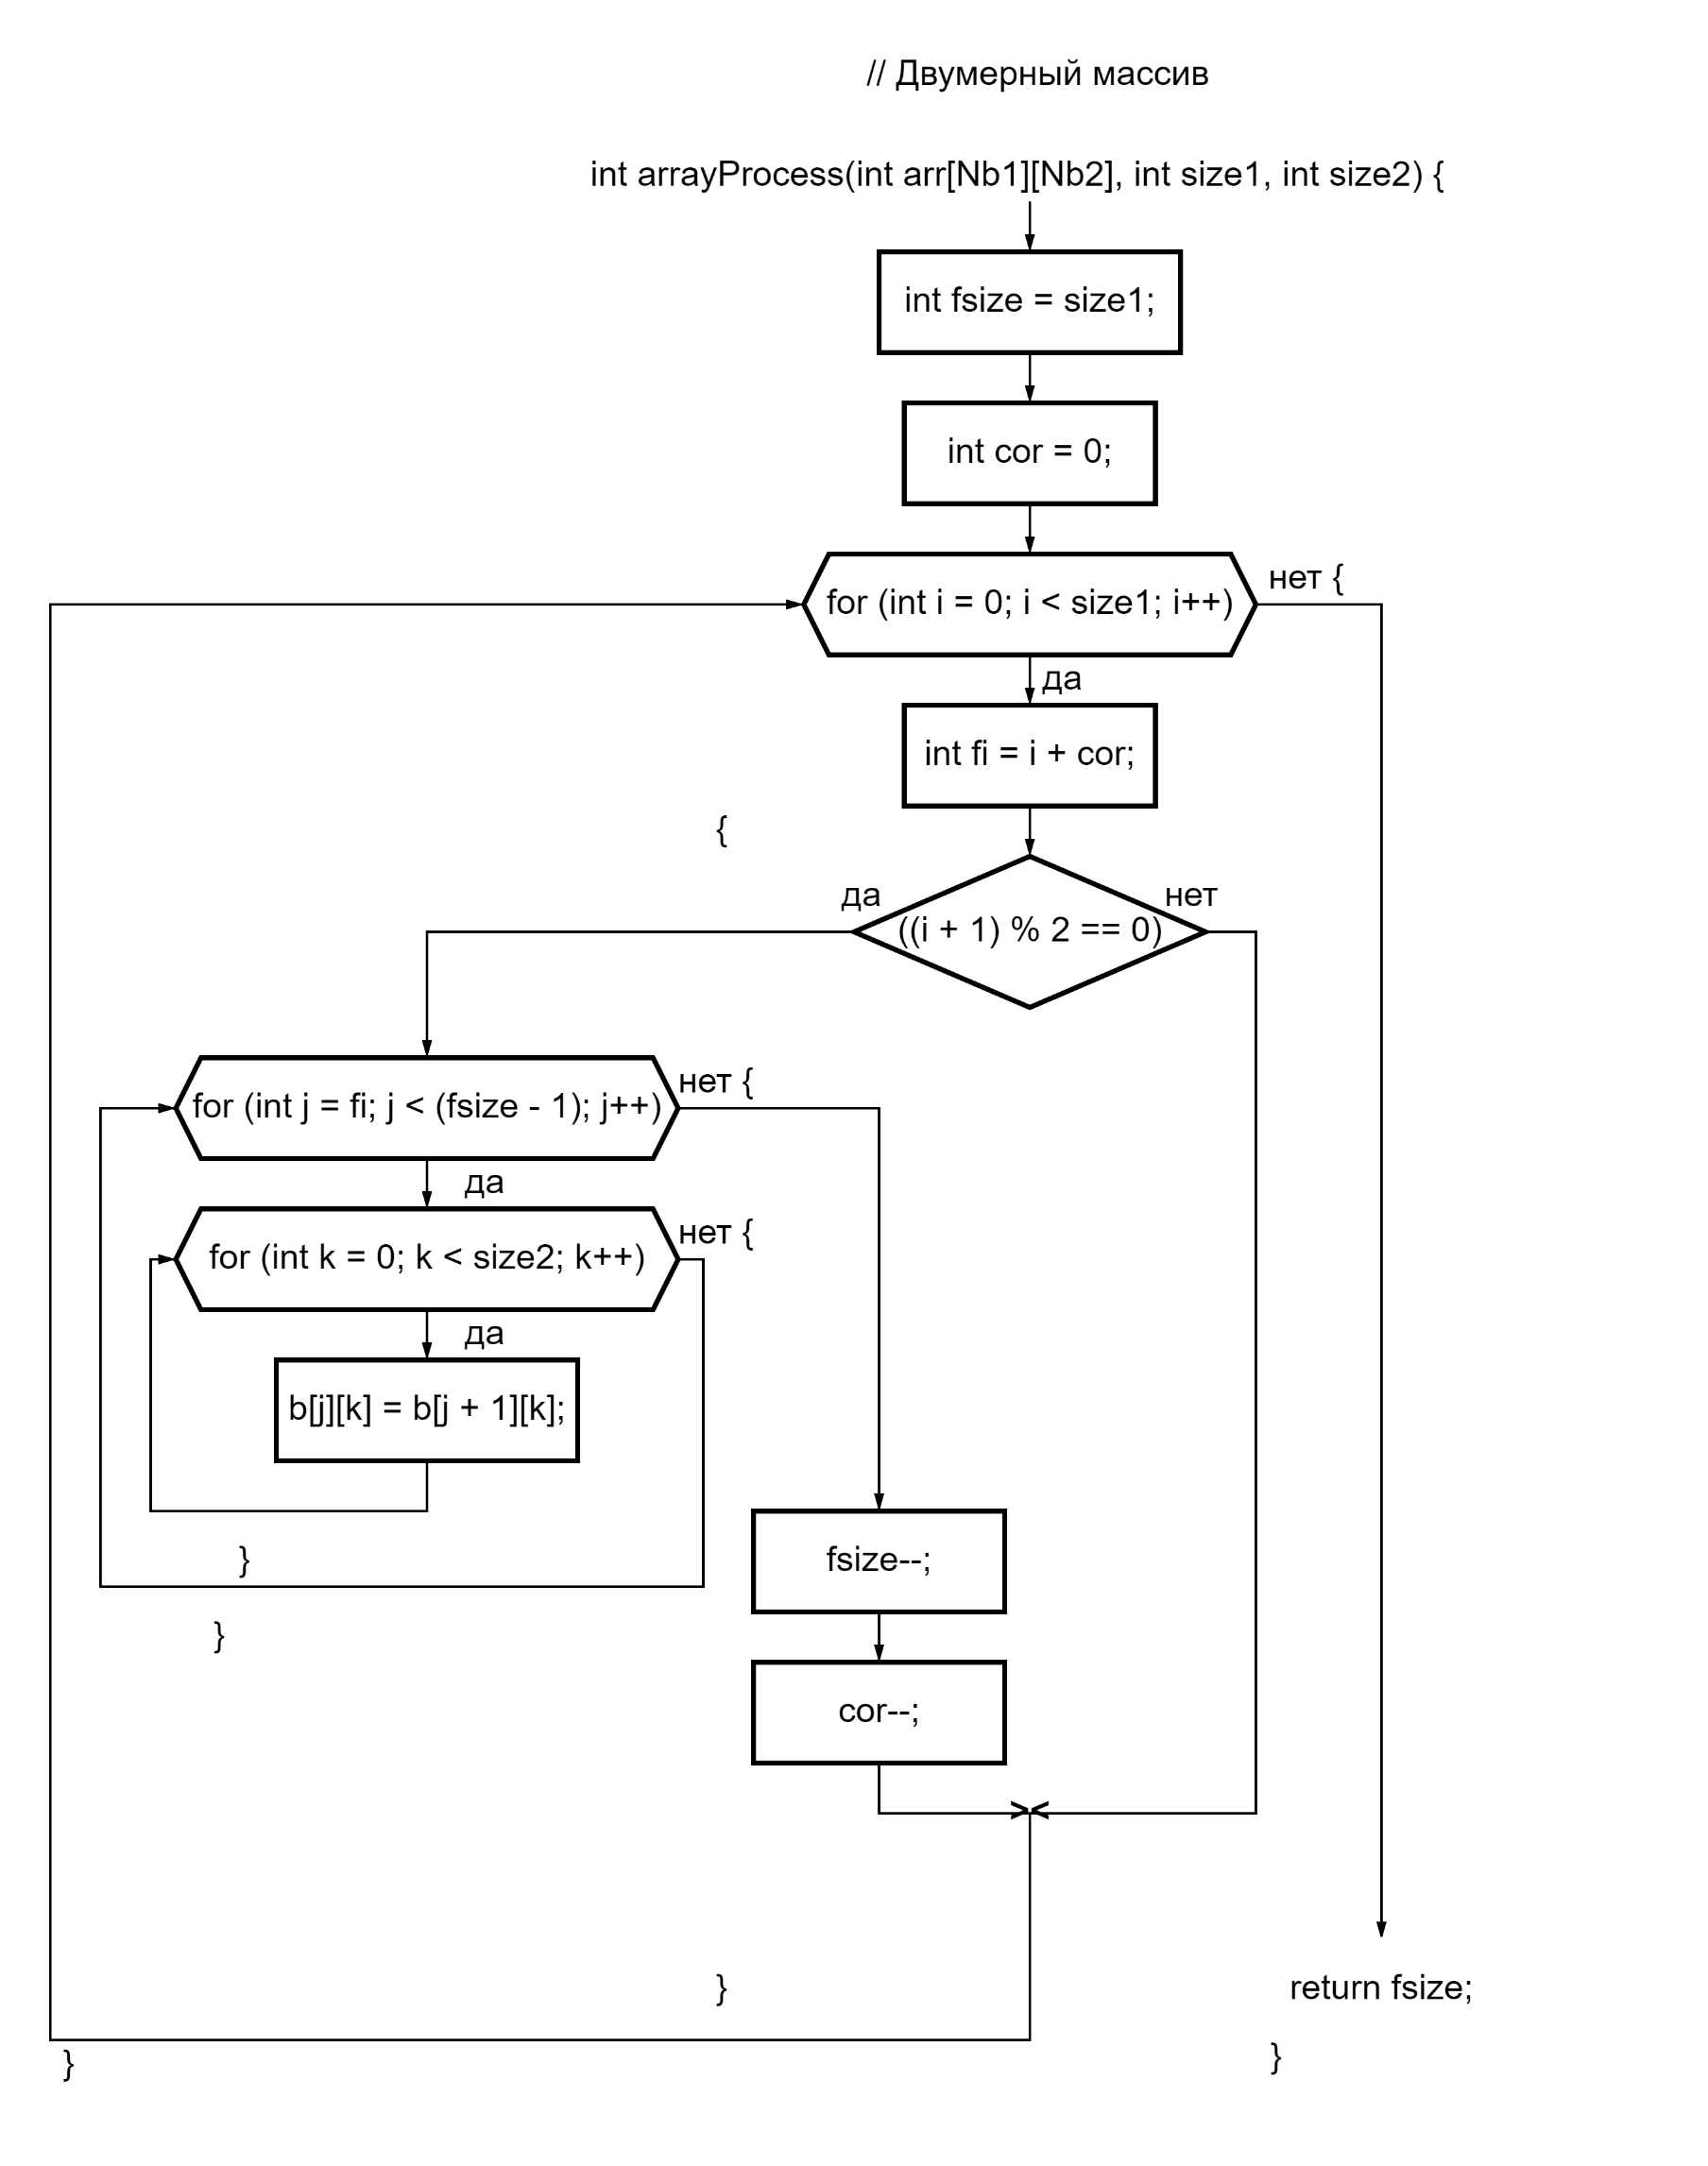 // Двумерный массив
int arrayProcess(int arr[Nb1][Nb2], int size1, int size2) {
int fsize = size1;
int cor = 0;
for (int i = 0; i < size1; i++)
нет {
да
int fi = i + cor;
{
да
нет
((i + 1) % 2 == 0)
for (int j = fi; j < (fsize - 1); j++)
нет {
да
for (int k = 0; k < size2; k++)
нет {
да
b[j][k] = b[j + 1][k];
}
}
fsize--;
cor--;
><
}
return fsize;
}
}